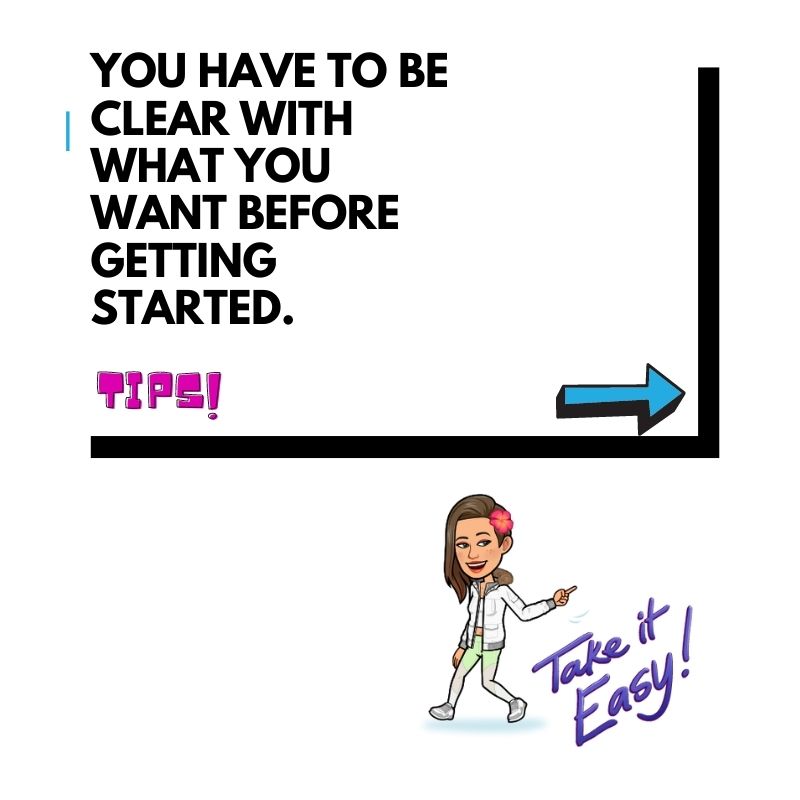 YOU HAVE TO BE
CLEAR WITH
WHAT YOU
WANT BEFORE
GETTING
STARTED.
TIPS!
Take it
Easy!